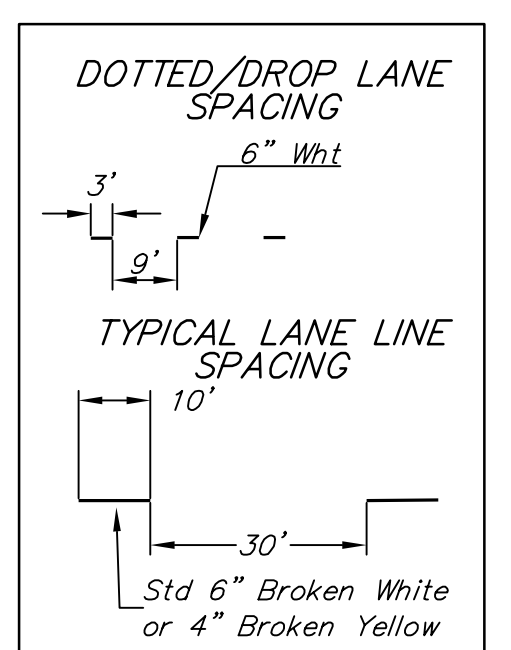 DOTTED/DROP LANE
SPACING
6" Wht
3'
9'
TYPICAL LANE LINE
SPACING
10'
30'
Std 6" Broken White
or 4" Broken Yellow